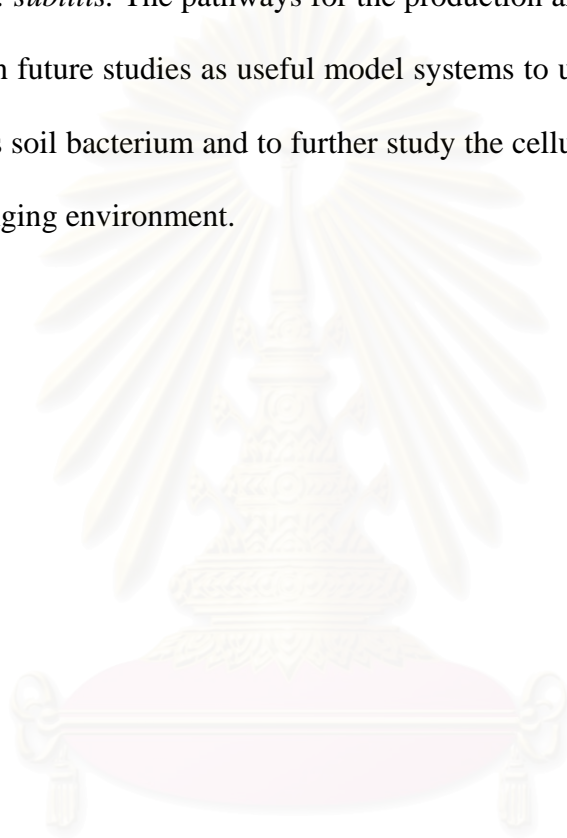 subtilis. The pathways for the production a
future studies as useful model systems to u
soil bacterium and to further study the cellu
ging environment.